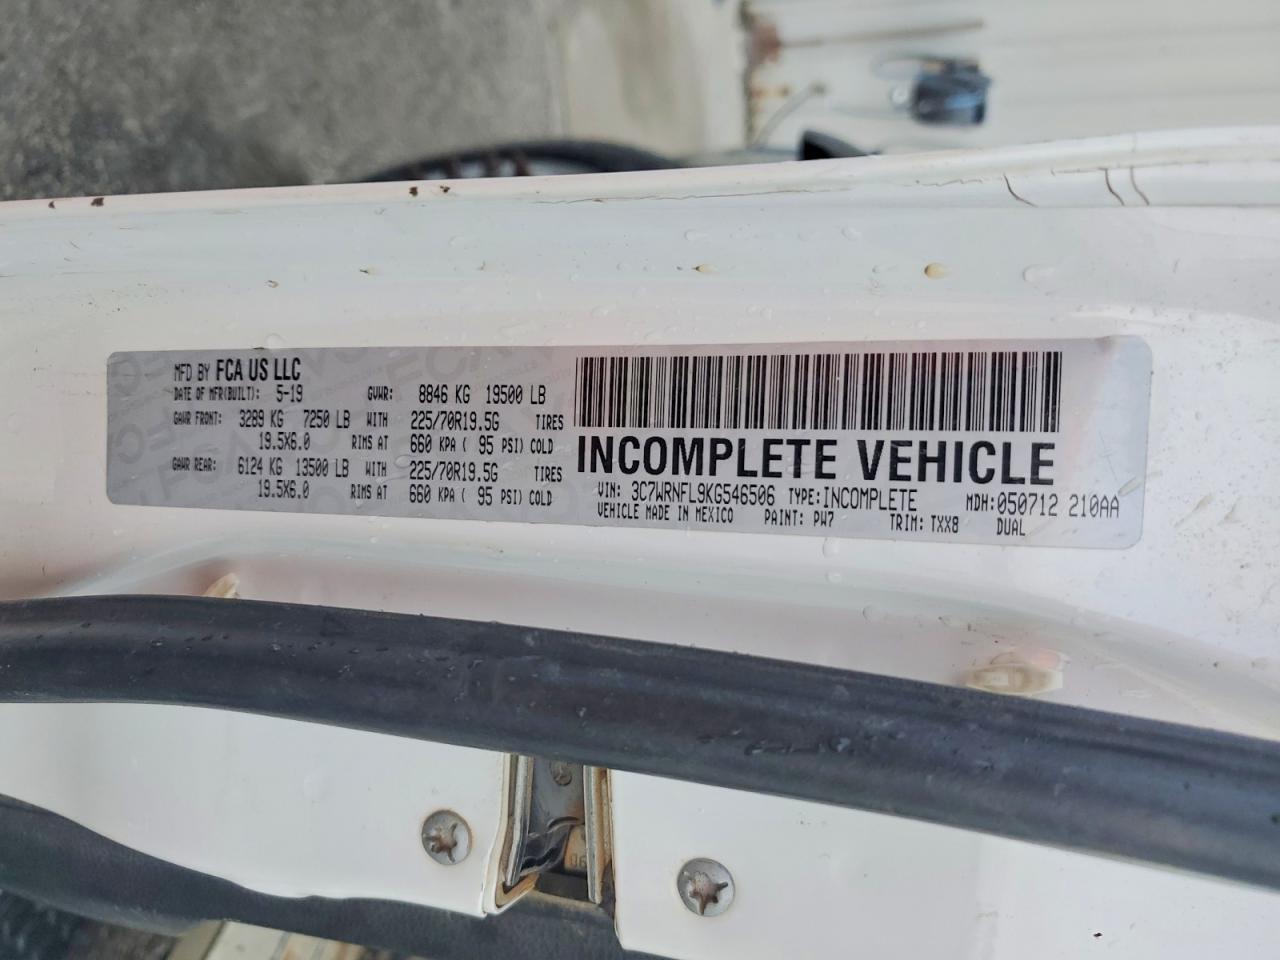 MFD BY FCA US LLC
DATE OF MFR(BUILT): 5-19 GVWR: 8846 KG 19500 LB
GAWR FRONT: 3289 KG 7250 LB WITH 225/70R19.5G TIRES
19.5X6.0 RIMS AT 660 KPA ( 95 PSI) COLD
GAWR REAR: 6124 KG 13500 LB WITH 225/70R19.5G TIRES
19.5X6.0 RIMS AT 660 KPA ( 95 PSI) COLD
INCOMPLETE VEHICLE
VIN: 3C7WRNFL9KG546506 TYPE:INCOMPLETE MDH:050712 210AA
VEHICLE MADE IN MEXICO PAINT: PW7 TRIM: TXX8 DUAL